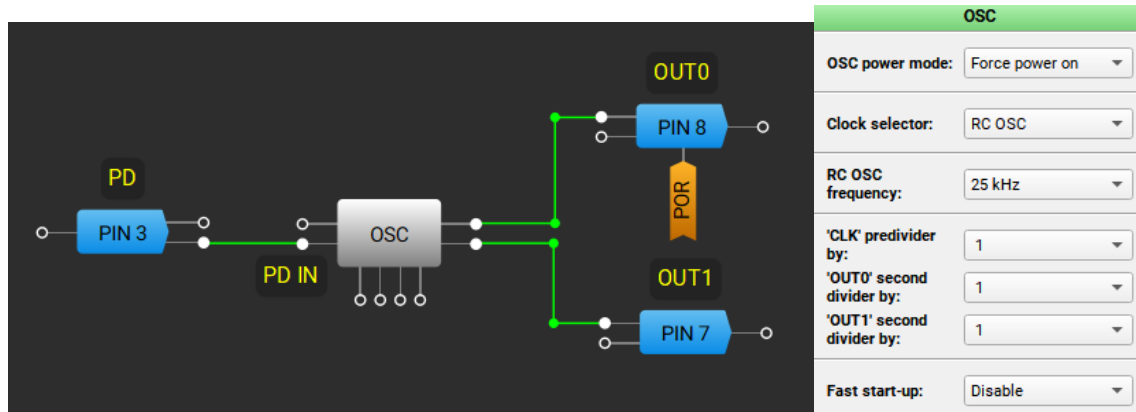 OUT0
PIN 8
POR
PD
PIN 3
OSC
PD IN
OUT1
PIN 7
OSC
OSC power mode: Force power on
Clock selector: RC OSC
RC OSC
frequency: 25 kHz
'CLK' predivider
by: 1
'OUT0' second
divider by: 1
'OUT1' second
divider by: 1
Fast start-up: Disable